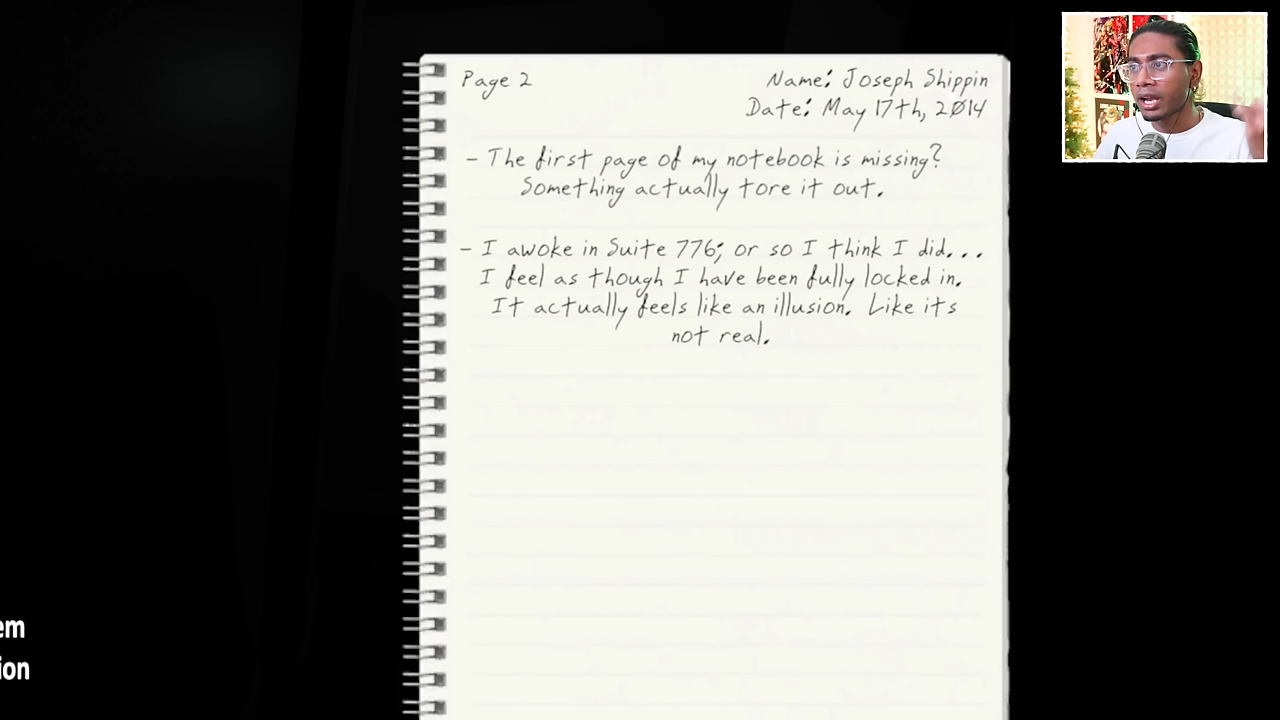 Page 2
Name: Joseph Shippin
Date: May 17th, 2014
- The first page of my notebook is missing?
Something actually tore it out.
- I awoke in Suite 776; or so I think I did...
I feel as though I have been fully locked in.
It actually feels like an illusion. Like it's
not real.
em
ion